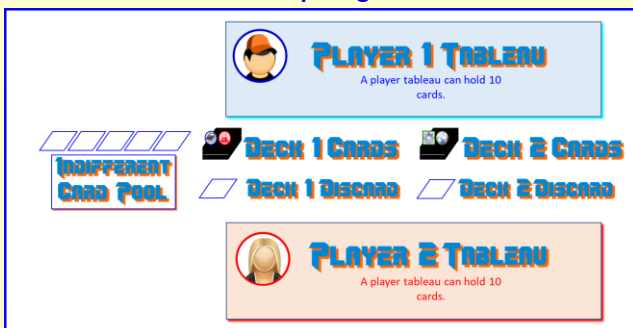 Player 1 Tableau
A player tableau can hold 10
cards.
Deck 1 Cards
Deck 2 Cards
Indifferent
Card Pool
Deck 1 Discard
Deck 2 Discard
Player 2 Tableau
A player tableau can hold 10
cards.